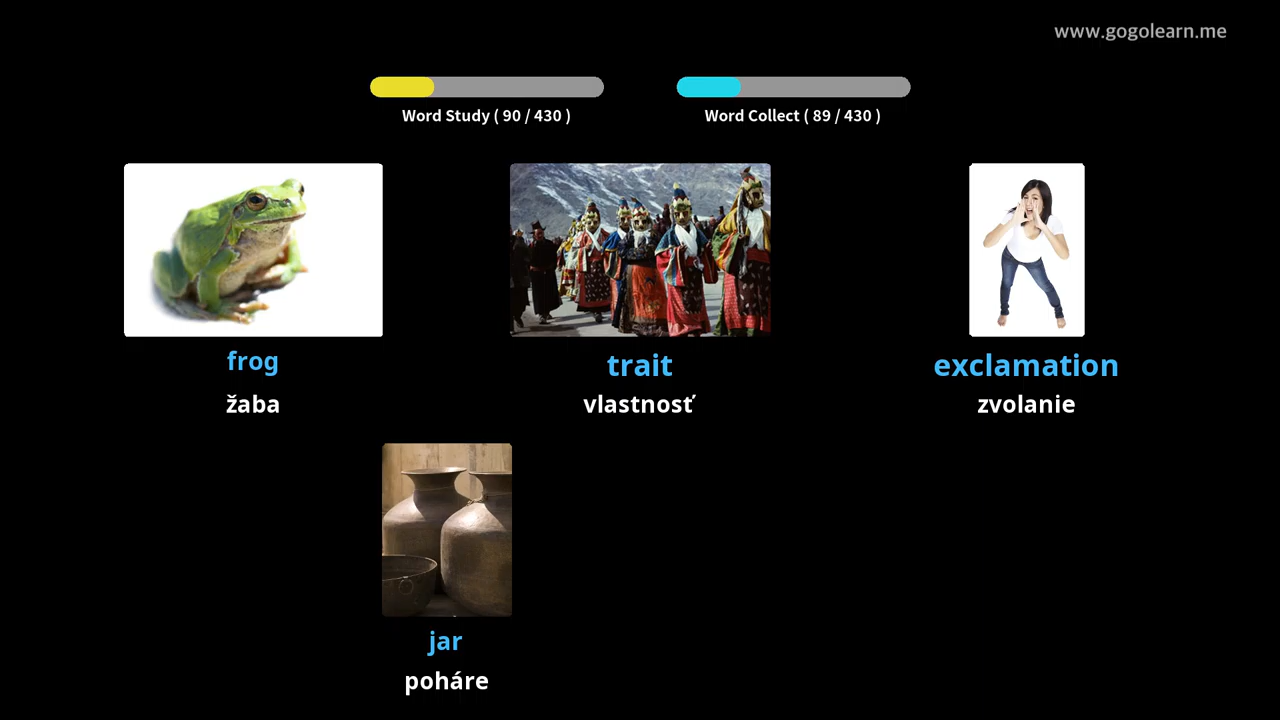 www.gogolearn.me
Word Study ( 90 / 430 )
Word Collect ( 89 / 430 )
frog
žaba
trait
vlastnosť
exclamation
zvolanie
jar
poháre